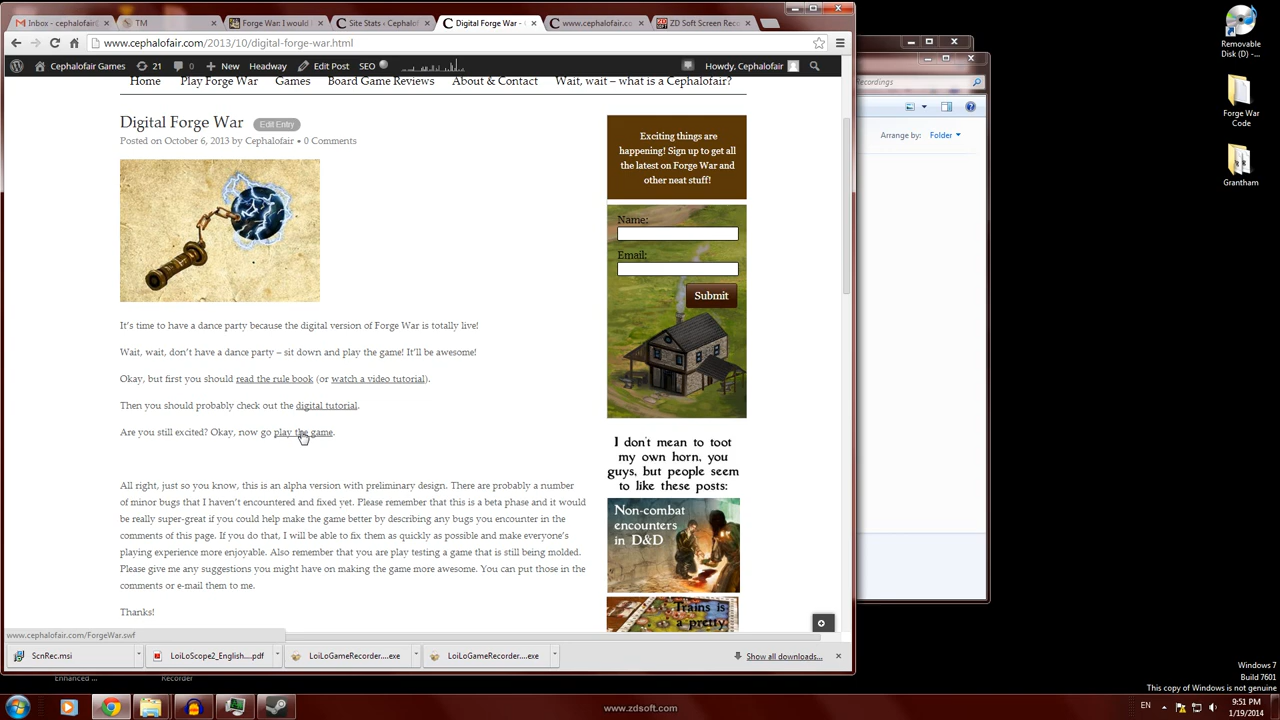 Inbox - cephalofairG
TM
Forge War: I would l
Site Stats ‹ Cephalof
Digital Forge War - C
www.cephalofair.com/
ZD Soft Screen Reco
www.cephalofair.com/2013/10/digital-forge-war.html
Cephalofair Games
21
0
New
Headway
Edit Post
SEO
Howdy, Cephalofair
Home
Play Forge War
Games
Board Game Reviews
About & Contact
Wait, wait – what is a Cephalofair?
Digital Forge War
Edit Entry
Posted on October 6, 2013 by Cephalofair • 0 Comments
It's time to have a dance party because the digital version of Forge War is totally live!
Wait, wait, don't have a dance party – sit down and play the game! It'll be awesome!
Okay, but first you should read the rule book (or watch a video tutorial).
Then you should probably check out the digital tutorial.
Are you still excited? Okay, now go play the game.
All right, just so you know, this is an alpha version with preliminary design. There are probably a number
of minor bugs that I haven't encountered and fixed yet. Please remember that this is a beta phase and it would
be really super-great if you could help make the game better by describing any bugs you encounter in the
comments of this page. If you do that, I will be able to fix them as quickly as possible and make everyone's
playing experience more enjoyable. Also remember that you are play testing a game that is still being molded.
Please give me any suggestions you might have on making the game more awesome. You can put those in the
comments or e-mail them to me.
Thanks!
Exciting things are
happening! Sign up to get all
the latest on Forge War and
other neat stuff!
Name:
Email:
Submit
I don't mean to toot
my own horn, you
guys, but people seem
to like these posts:
Non-combat
encounters
in D&D
Trains is
a pretty
www.cephalofair.com/ForgeWar.swf
ScnRec.msi
LoiLoScope2_English....pdf
LoiLoGameRecorder....exe
LoiLoGameRecorder....exe
Show all downloads...
Recordings
Arrange by:
Folder
Removable
Disk (D) -
Forge War
Code
Grantham
Enhanced ...
Recorder
Windows 7
Build 7601
This copy of Windows is not genuine
EN
9:51 PM
1/19/2014
www.zdsoft.com